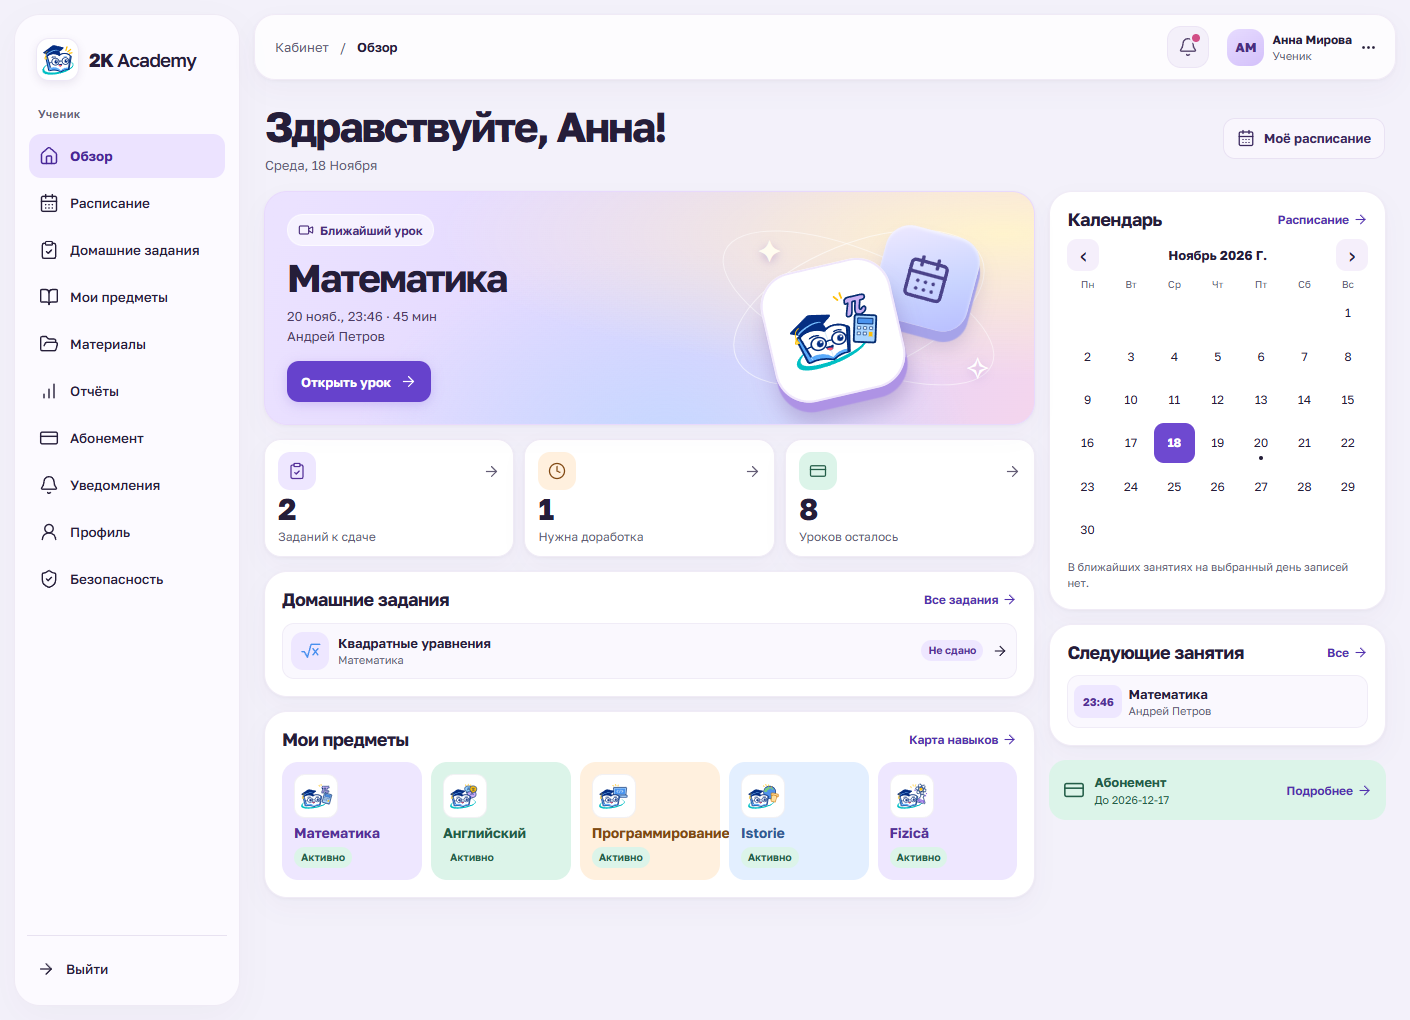 2K Academy
Ученик
Обзор
Расписание
Домашние задания
Мои предметы
Материалы
Отчёты
Абонемент
Уведомления
Профиль
Безопасность
Выйти
Кабинет / Обзор
АМ
Анна Мирова
Ученик
Здравствуйте, Анна!
Среда, 18 Ноября
Моё расписание
Ближайший урок
Математика
20 нояб., 23:46 · 45 мин
Андрей Петров
Открыть урок
π
2
Заданий к сдаче
1
Нужна доработка
8
Уроков осталось
Домашние задания
Все задания
√x
Квадратные уравнения
Математика
Не сдано
Мои предметы
Карта навыков
Математика
Активно
Английский
Активно
Программирование
Активно
Istorie
Активно
Fizică
Активно
Календарь
Расписание
Ноябрь 2026 Г.
Пн Вт Ср Чт Пт Сб Вс
1
2 3 4 5 6 7 8
9 10 11 12 13 14 15
16 17 18 19 20 21 22
23 24 25 26 27 28 29
30
В ближайших занятиях на выбранный день записей
нет.
Следующие занятия
Все
23:46
Математика
Андрей Петров
Абонемент
До 2026-12-17
Подробнее